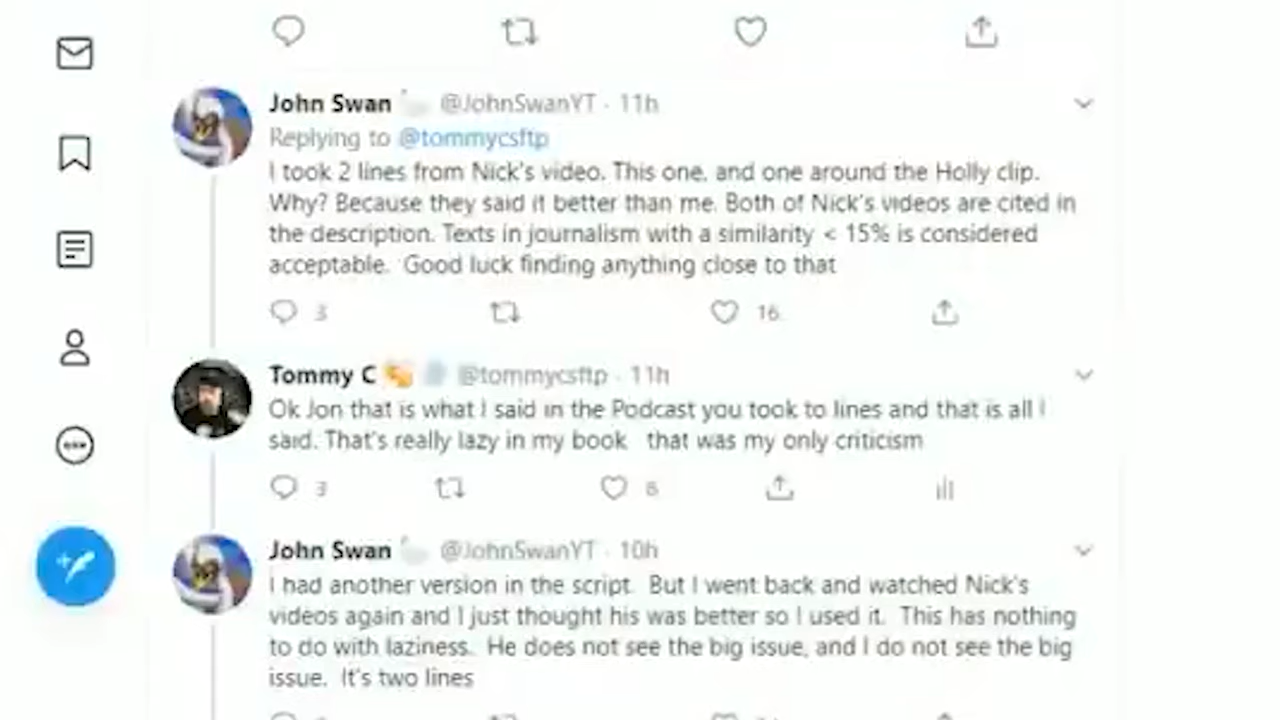 John Swan @JohnSwanYT · 11h
Replying to @tommycsftp
I took 2 lines from Nick's video. This one, and one around the Holly clip.
Why? Because they said it better than me. Both of Nick's videos are cited in
the description. Texts in journalism with a similarity < 15% is considered
acceptable. Good luck finding anything close to that
3 16
Tommy C @tommycsftp · 11h
Ok Jon that is what I said in the Podcast you took to lines and that is all I
said. That's really lazy in my book that was my only criticism
3 6
John Swan @JohnSwanYT · 10h
I had another version in the script. But I went back and watched Nick's
videos again and I just thought his was better so I used it. This has nothing
to do with laziness. He does not see the big issue, and I do not see the big
issue. It's two lines